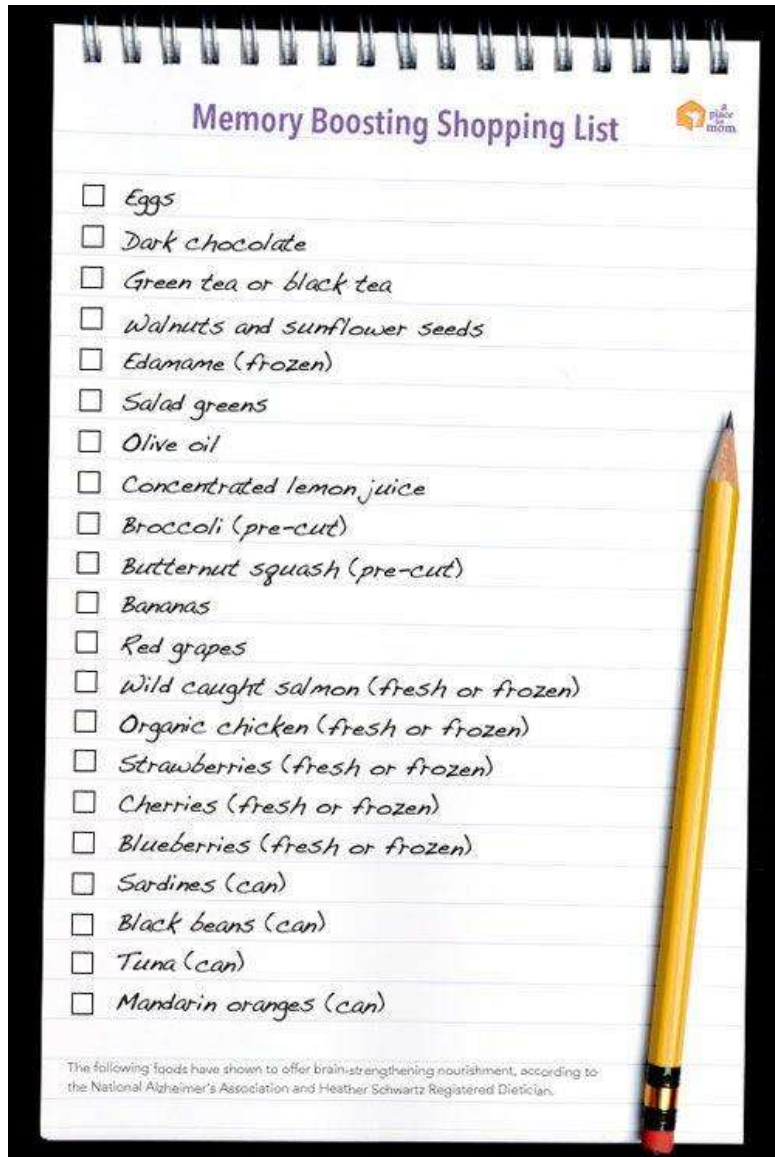 Memory Boosting Shopping List
a
place
for
mom
Eggs
Dark chocolate
Green tea or black tea
Walnuts and sunflower seeds
Edamame (frozen)
Salad greens
Olive oil
Concentrated lemon juice
Broccoli (pre-cut)
Butternut squash (pre-cut)
Bananas
Red grapes
Wild caught salmon (fresh or frozen)
Organic chicken (fresh or frozen)
Strawberries (fresh or frozen)
Cherries (fresh or frozen)
Blueberries (fresh or frozen)
Sardines (can)
Black beans (can)
Tuna (can)
Mandarin oranges (can)
The following foods have shown to offer brain-strengthening nourishment, according to
the National Alzheimer's Association and Heather Schwartz Registered Dietician.